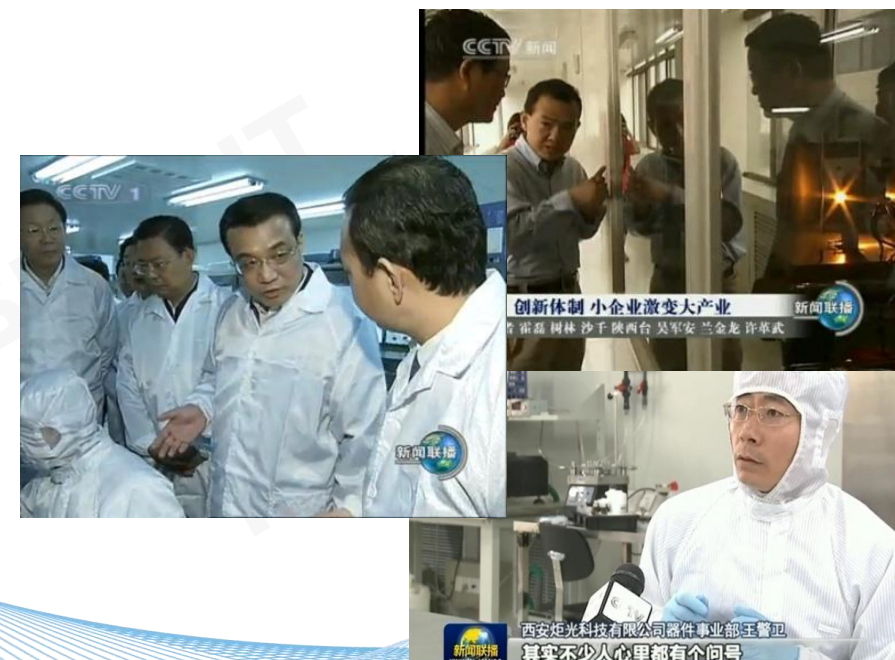 CCTV 新闻
创新体制 小企业激变大产业
新闻联播
者 霍磊 树林 沙千 陕西台 吴军安 兰金龙 许革武
CCTV 1
新闻联播
CCTV
西安炬光科技有限公司器件事业部 王警卫
新闻联播
其实不少人心里都有个问号